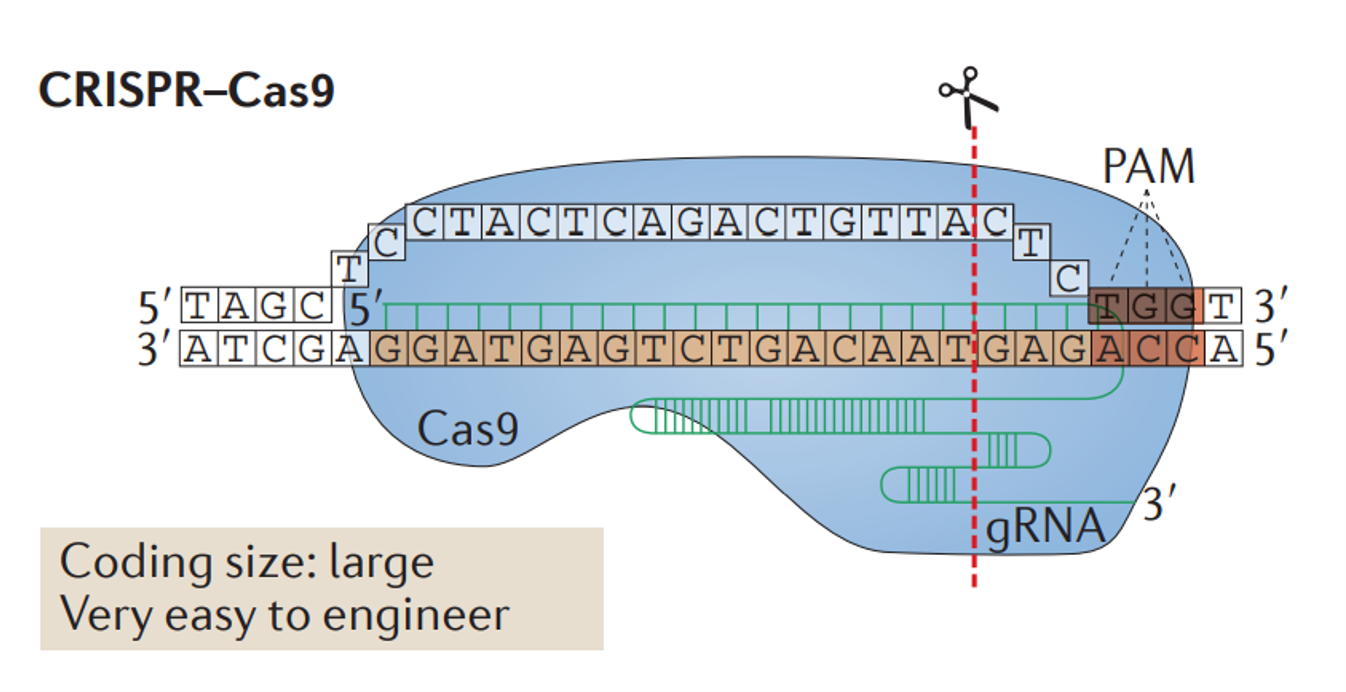 CRISPR–Cas9
PAM
CTACTCAGACTGTTAC
C
T
T
C
5′ TAGC 5′ TGGT 3′
3′ ATCGAGGATGAGTCTGACAATGAGACCA 5′
Cas9
3′
gRNA
Coding size: large
Very easy to engineer